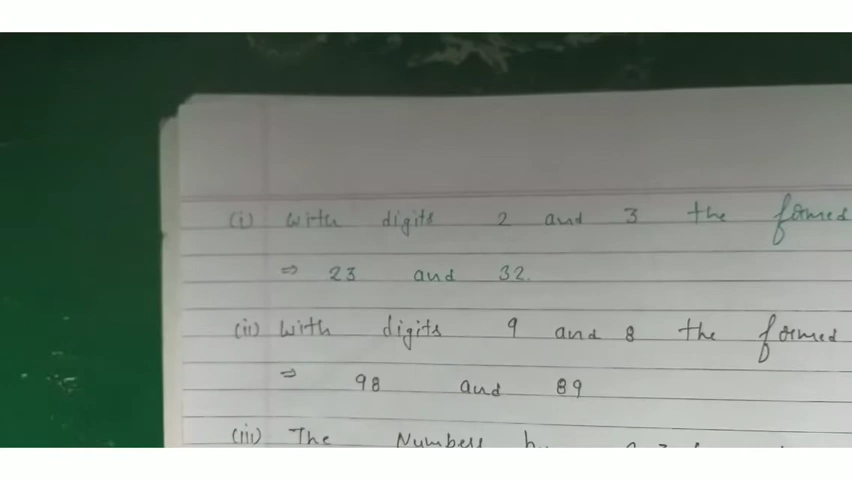 (i) with digits 2 and 3 the formed
⇒ 23 and 32.
(ii) With digits 9 and 8 the formed
⇒ 98 and 89
(iii) The Numbers